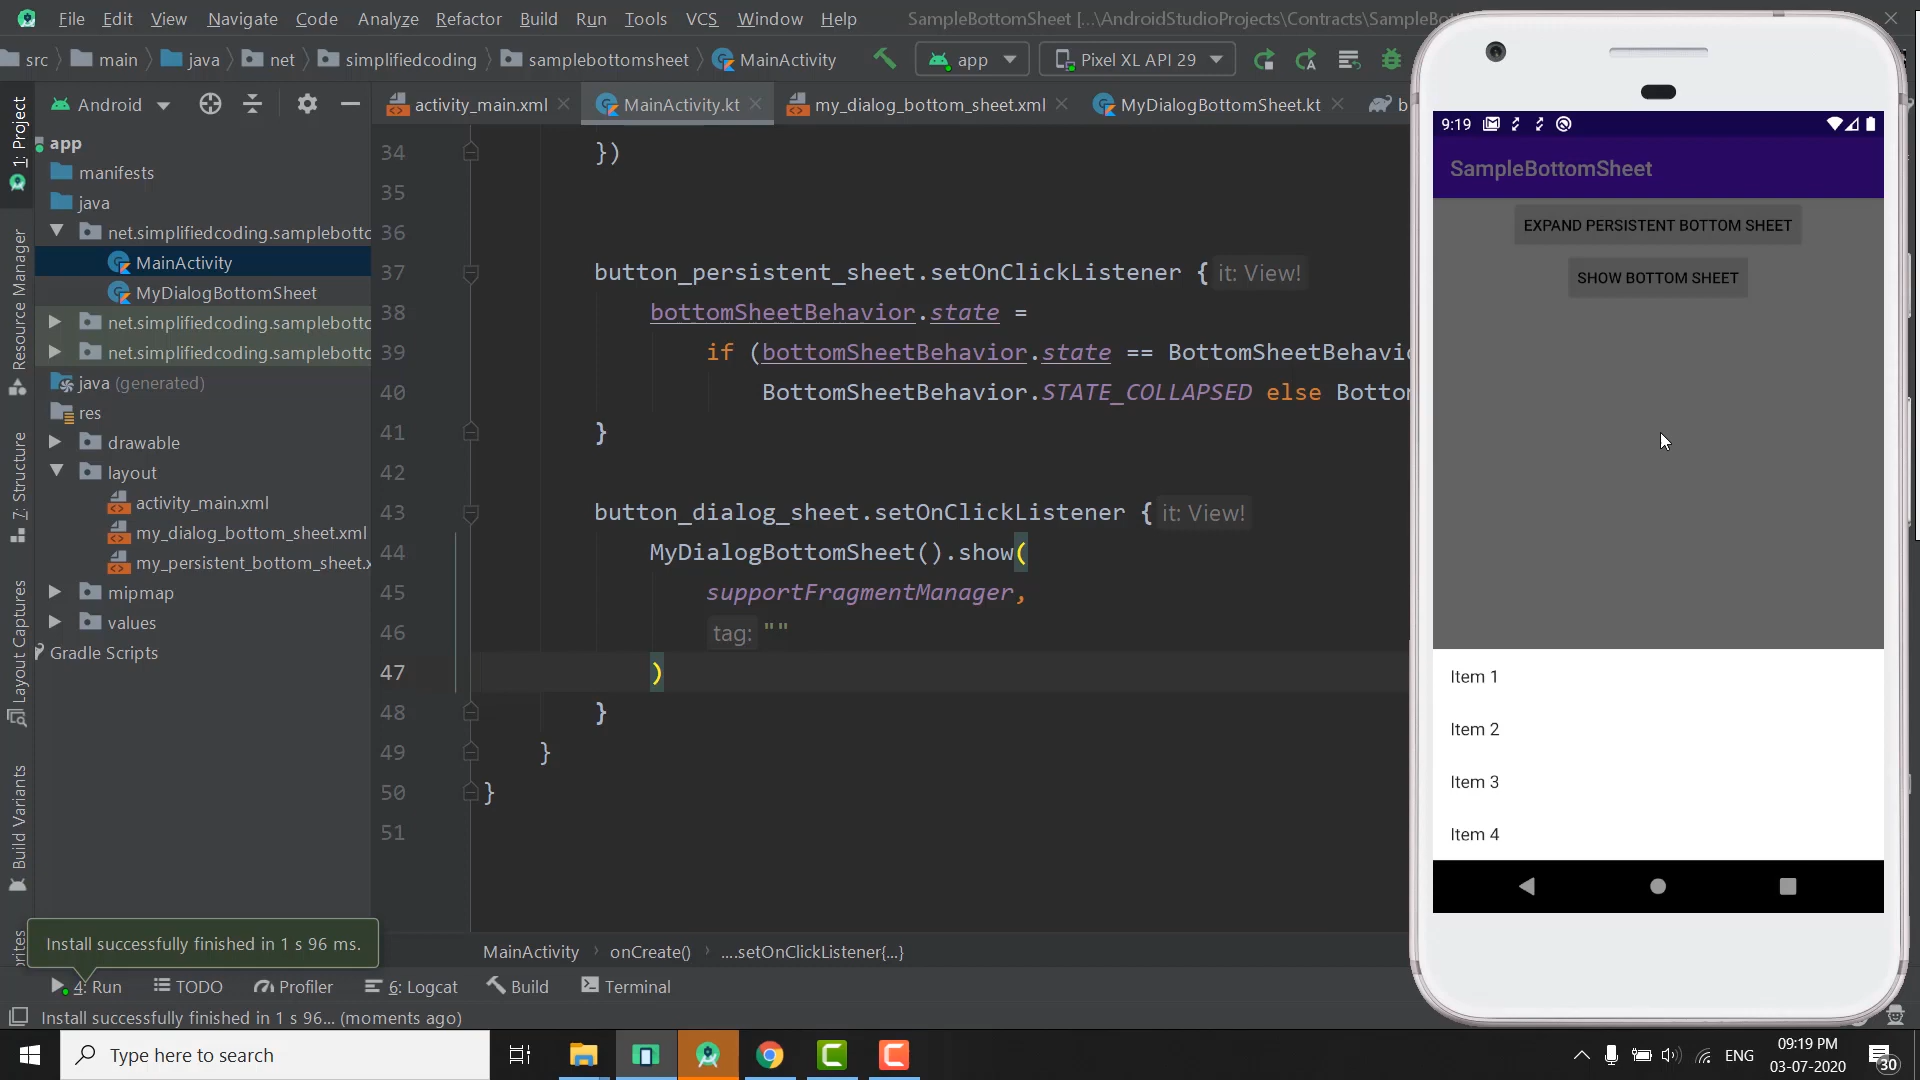 File Edit View Navigate Code Analyze Refactor Build Run Tools VCS Window Help SampleBottomSheet [...\AndroidStudioProjects\Contracts\SampleBo
src main java net simplifiedcoding samplebottomsheet MainActivity app Pixel XL API 29
Android
activity_main.xml MainActivity.kt my_dialog_bottom_sheet.xml MyDialogBottomSheet.kt b
1: Project
Resource Manager
7: Structure
Layout Captures
Build Variants
app
manifests
java
net.simplifiedcoding.samplebotto
MainActivity
MyDialogBottomSheet
net.simplifiedcoding.samplebotto
net.simplifiedcoding.samplebotto
java (generated)
res
drawable
layout
activity_main.xml
my_dialog_bottom_sheet.xml
my_persistent_bottom_sheet.x
mipmap
values
Gradle Scripts
34 })
35
36
37 button_persistent_sheet.setOnClickListener { it: View!
38 bottomSheetBehavior.state =
39 if (bottomSheetBehavior.state == BottomSheetBehavio
40 BottomSheetBehavior.STATE_COLLAPSED else Bottom
41 }
42
43 button_dialog_sheet.setOnClickListener { it: View!
44 MyDialogBottomSheet().show(
45 supportFragmentManager,
46 tag: ""
47 )
48 }
49 }
50 }
51
9:19
SampleBottomSheet
EXPAND PERSISTENT BOTTOM SHEET
SHOW BOTTOM SHEET
Item 1
Item 2
Item 3
Item 4
Install successfully finished in 1 s 96 ms.
MainActivity onCreate() ....setOnClickListener{...}
4: Run TODO Profiler 6: Logcat Build Terminal
Install successfully finished in 1 s 96... (moments ago)
Type here to search
ENG
09:19 PM
03-07-2020
30